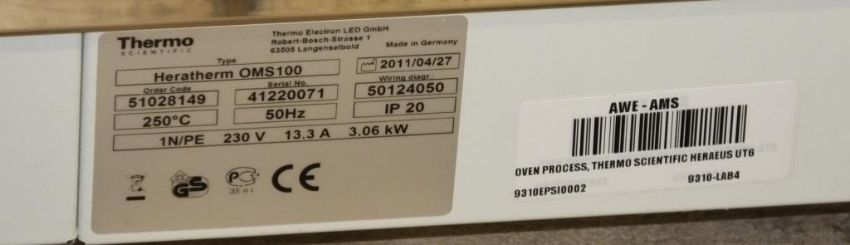 Thermo
SCIENTIFIC
Thermo Electron LED GmbH
Robert-Bosch-Strasse 1
63505 Langenselbold
Made in Germany
Type
Heratherm OMS100
2011/04/27
Order Code
Serial No.
Wiring diagr.
51028149
41220071
50124050
250°C
50Hz
IP 20
1N/PE 230 V 13.3 A 3.06 kW
GS
CE
AWE - AMS
OVEN PROCESS, THERMO SCIENTIFIC HERAEUS UT6
9310EPSI0002
9310-LAB4